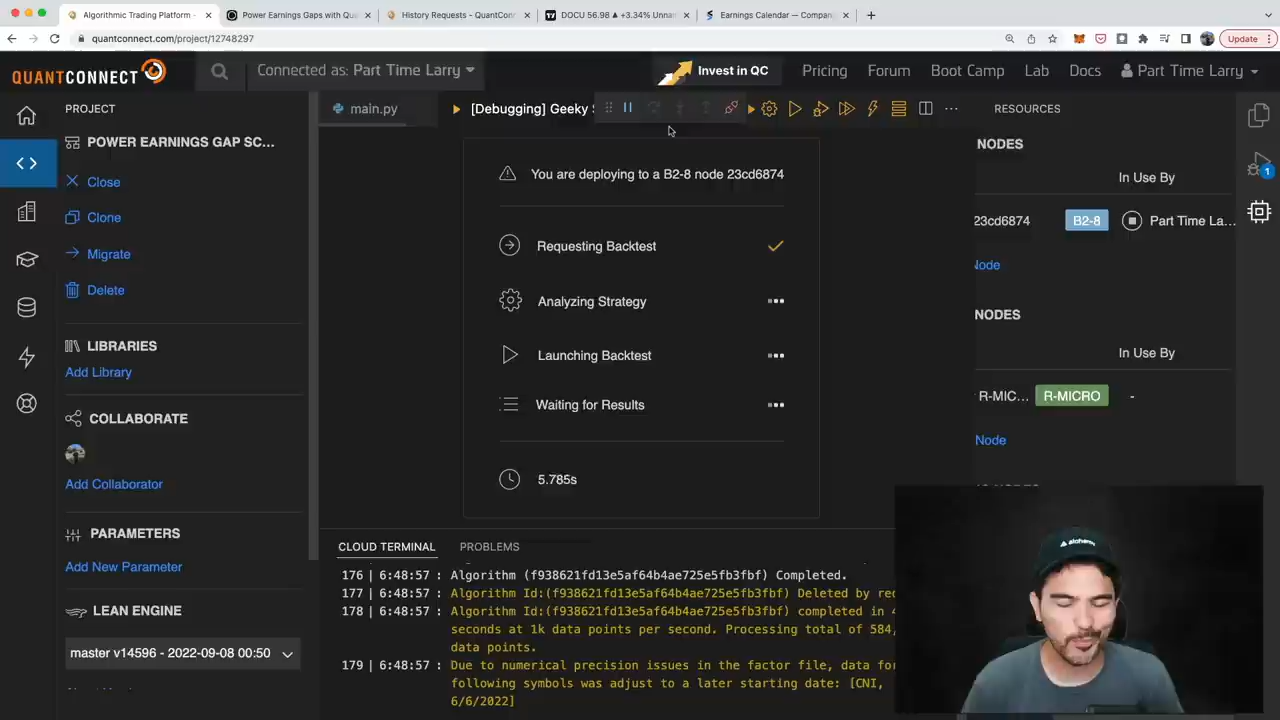 Algorithmic Trading Platform -
Power Earnings Gaps with Qu
History Requests - QuantConne
DOCU 56.98 ▲ +3.34% Unna
Earnings Calendar — Compan
quantconnect.com/project/12748297
Update
QUANTCONNECT
Connected as: Part Time Larry
Invest in QC
Pricing
Forum
Boot Camp
Lab
Docs
Part Time Larry
PROJECT
main.py
[Debugging] Geeky S
RESOURCES
POWER EARNINGS GAP SC...
Close
Clone
Migrate
Delete
LIBRARIES
Add Library
COLLABORATE
Add Collaborator
PARAMETERS
Add New Parameter
LEAN ENGINE
master v14596 - 2022-09-08 00:50
You are deploying to a B2-8 node 23cd6874
Requesting Backtest
Analyzing Strategy
Launching Backtest
Waiting for Results
5.785s
NODES
In Use By
23cd6874 B2-8 Part Time La...
Node
NODES
In Use By
R-MIC... R-MICRO -
Node
1
CLOUD TERMINAL
PROBLEMS
176 | 6:48:57 : Algorithm (f938621fd13e5af64b4ae725e5fb3fbf) Completed.
177 | 6:48:57 : Algorithm Id:(f938621fd13e5af64b4ae725e5fb3fbf) Deleted by rec
178 | 6:48:57 : Algorithm Id:(f938621fd13e5af64b4ae725e5fb3fbf) completed in 4
seconds at 1k data points per second. Processing total of 584,
data points.
179 | 6:48:57 : Due to numerical precision issues in the factor file, data for
following symbols was adjust to a later starting date: [CNI,
6/6/2022]
alchemy